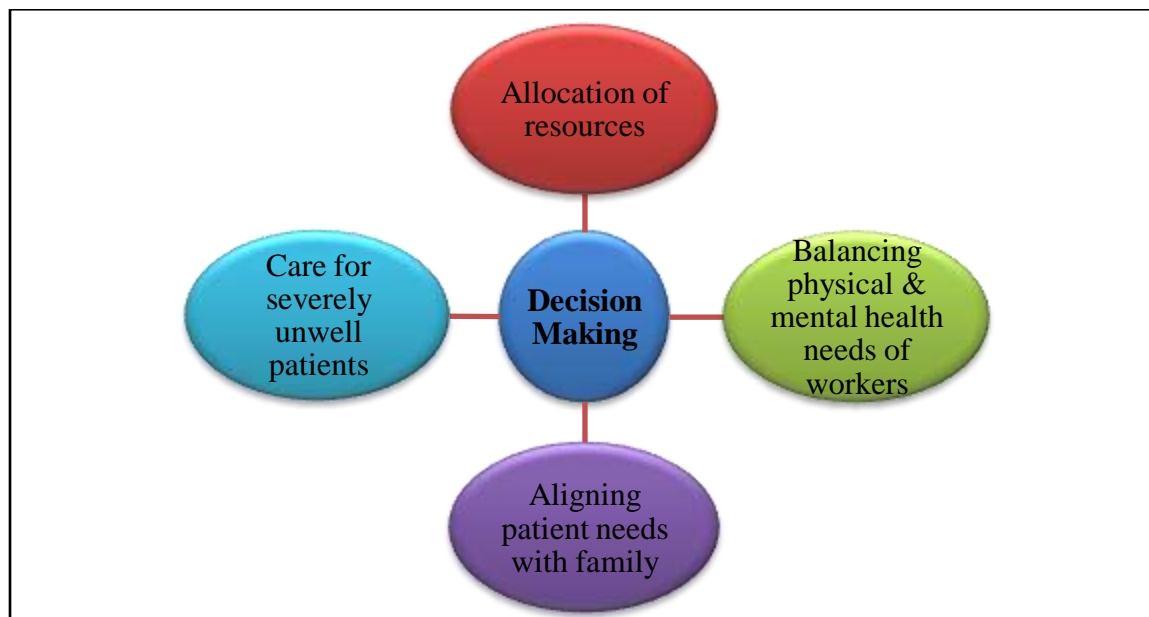 Allocation of
resources
Care for
severely
unwell
patients
Decision
Making
Balancing
physical &
mental health
needs of
workers
Aligning
patient needs
with family